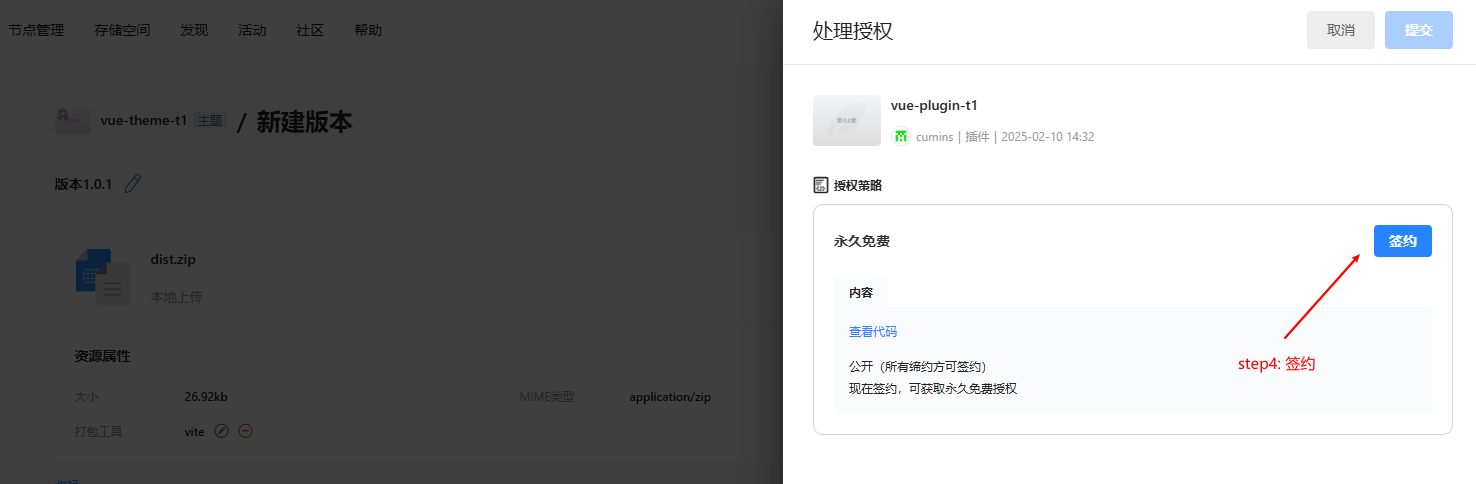 节点管理 存储空间 发现 活动 社区 帮助
vue-theme-t1 主题 / 新建版本
版本1.0.1
dist.zip
本地上传
资源属性
大小 26.92kb MIME类型 application/zip
打包工具 vite
收起
处理授权 取消 提交
vue-plugin-t1
cumins | 插件 | 2025-02-10 14:32
授权策略
永久免费 签约
内容
查看代码
公开（所有缔约方可签约）
现在签约，可获取永久免费授权
step4: 签约